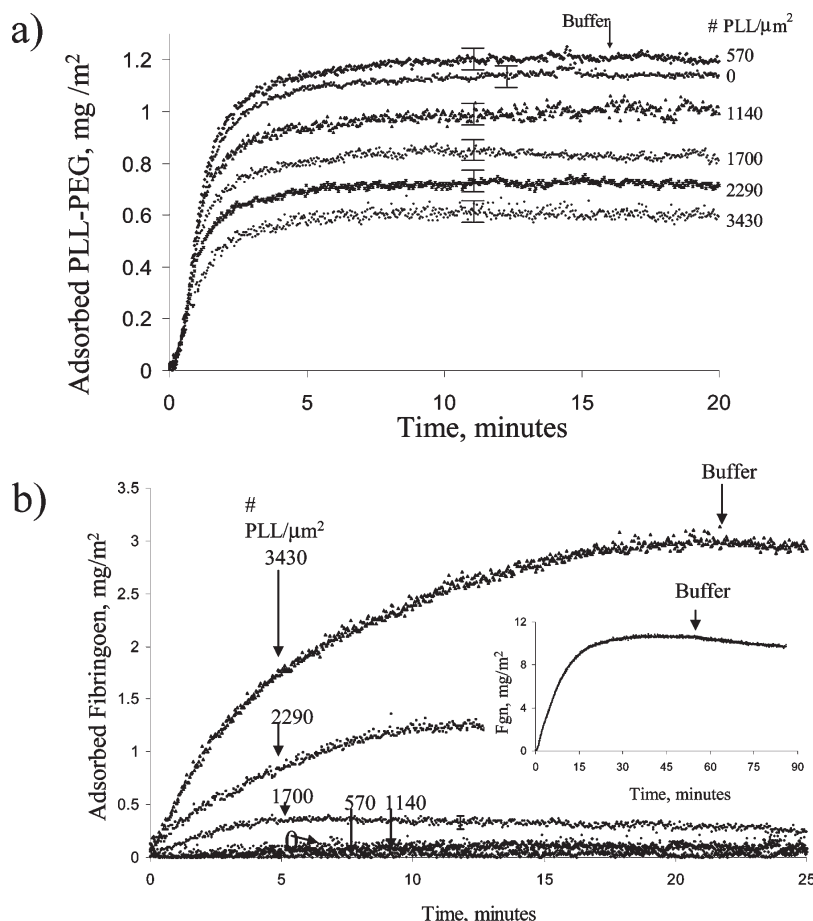 a)
Buffer
# PLL/μm²
Adsorbed PLL-PEG, mg /m²
1.2
1
0.8
0.6
0.4
0.2
0
570
0
1140
1700
2290
3430
0 5 10 15 20
Time, minutes
b)
Adsorbed Fibringoen, mg/m²
3.5
3
2.5
2
1.5
1
0.5
0
#
PLL/μm²
3430
Buffer
2290
1700
570 1140
0
Buffer
Fgn, mg/m²
12
8
4
0
0 15 30 45 60 75 90
Time, minutes
0 5 10 15 20 25
Time, minutes